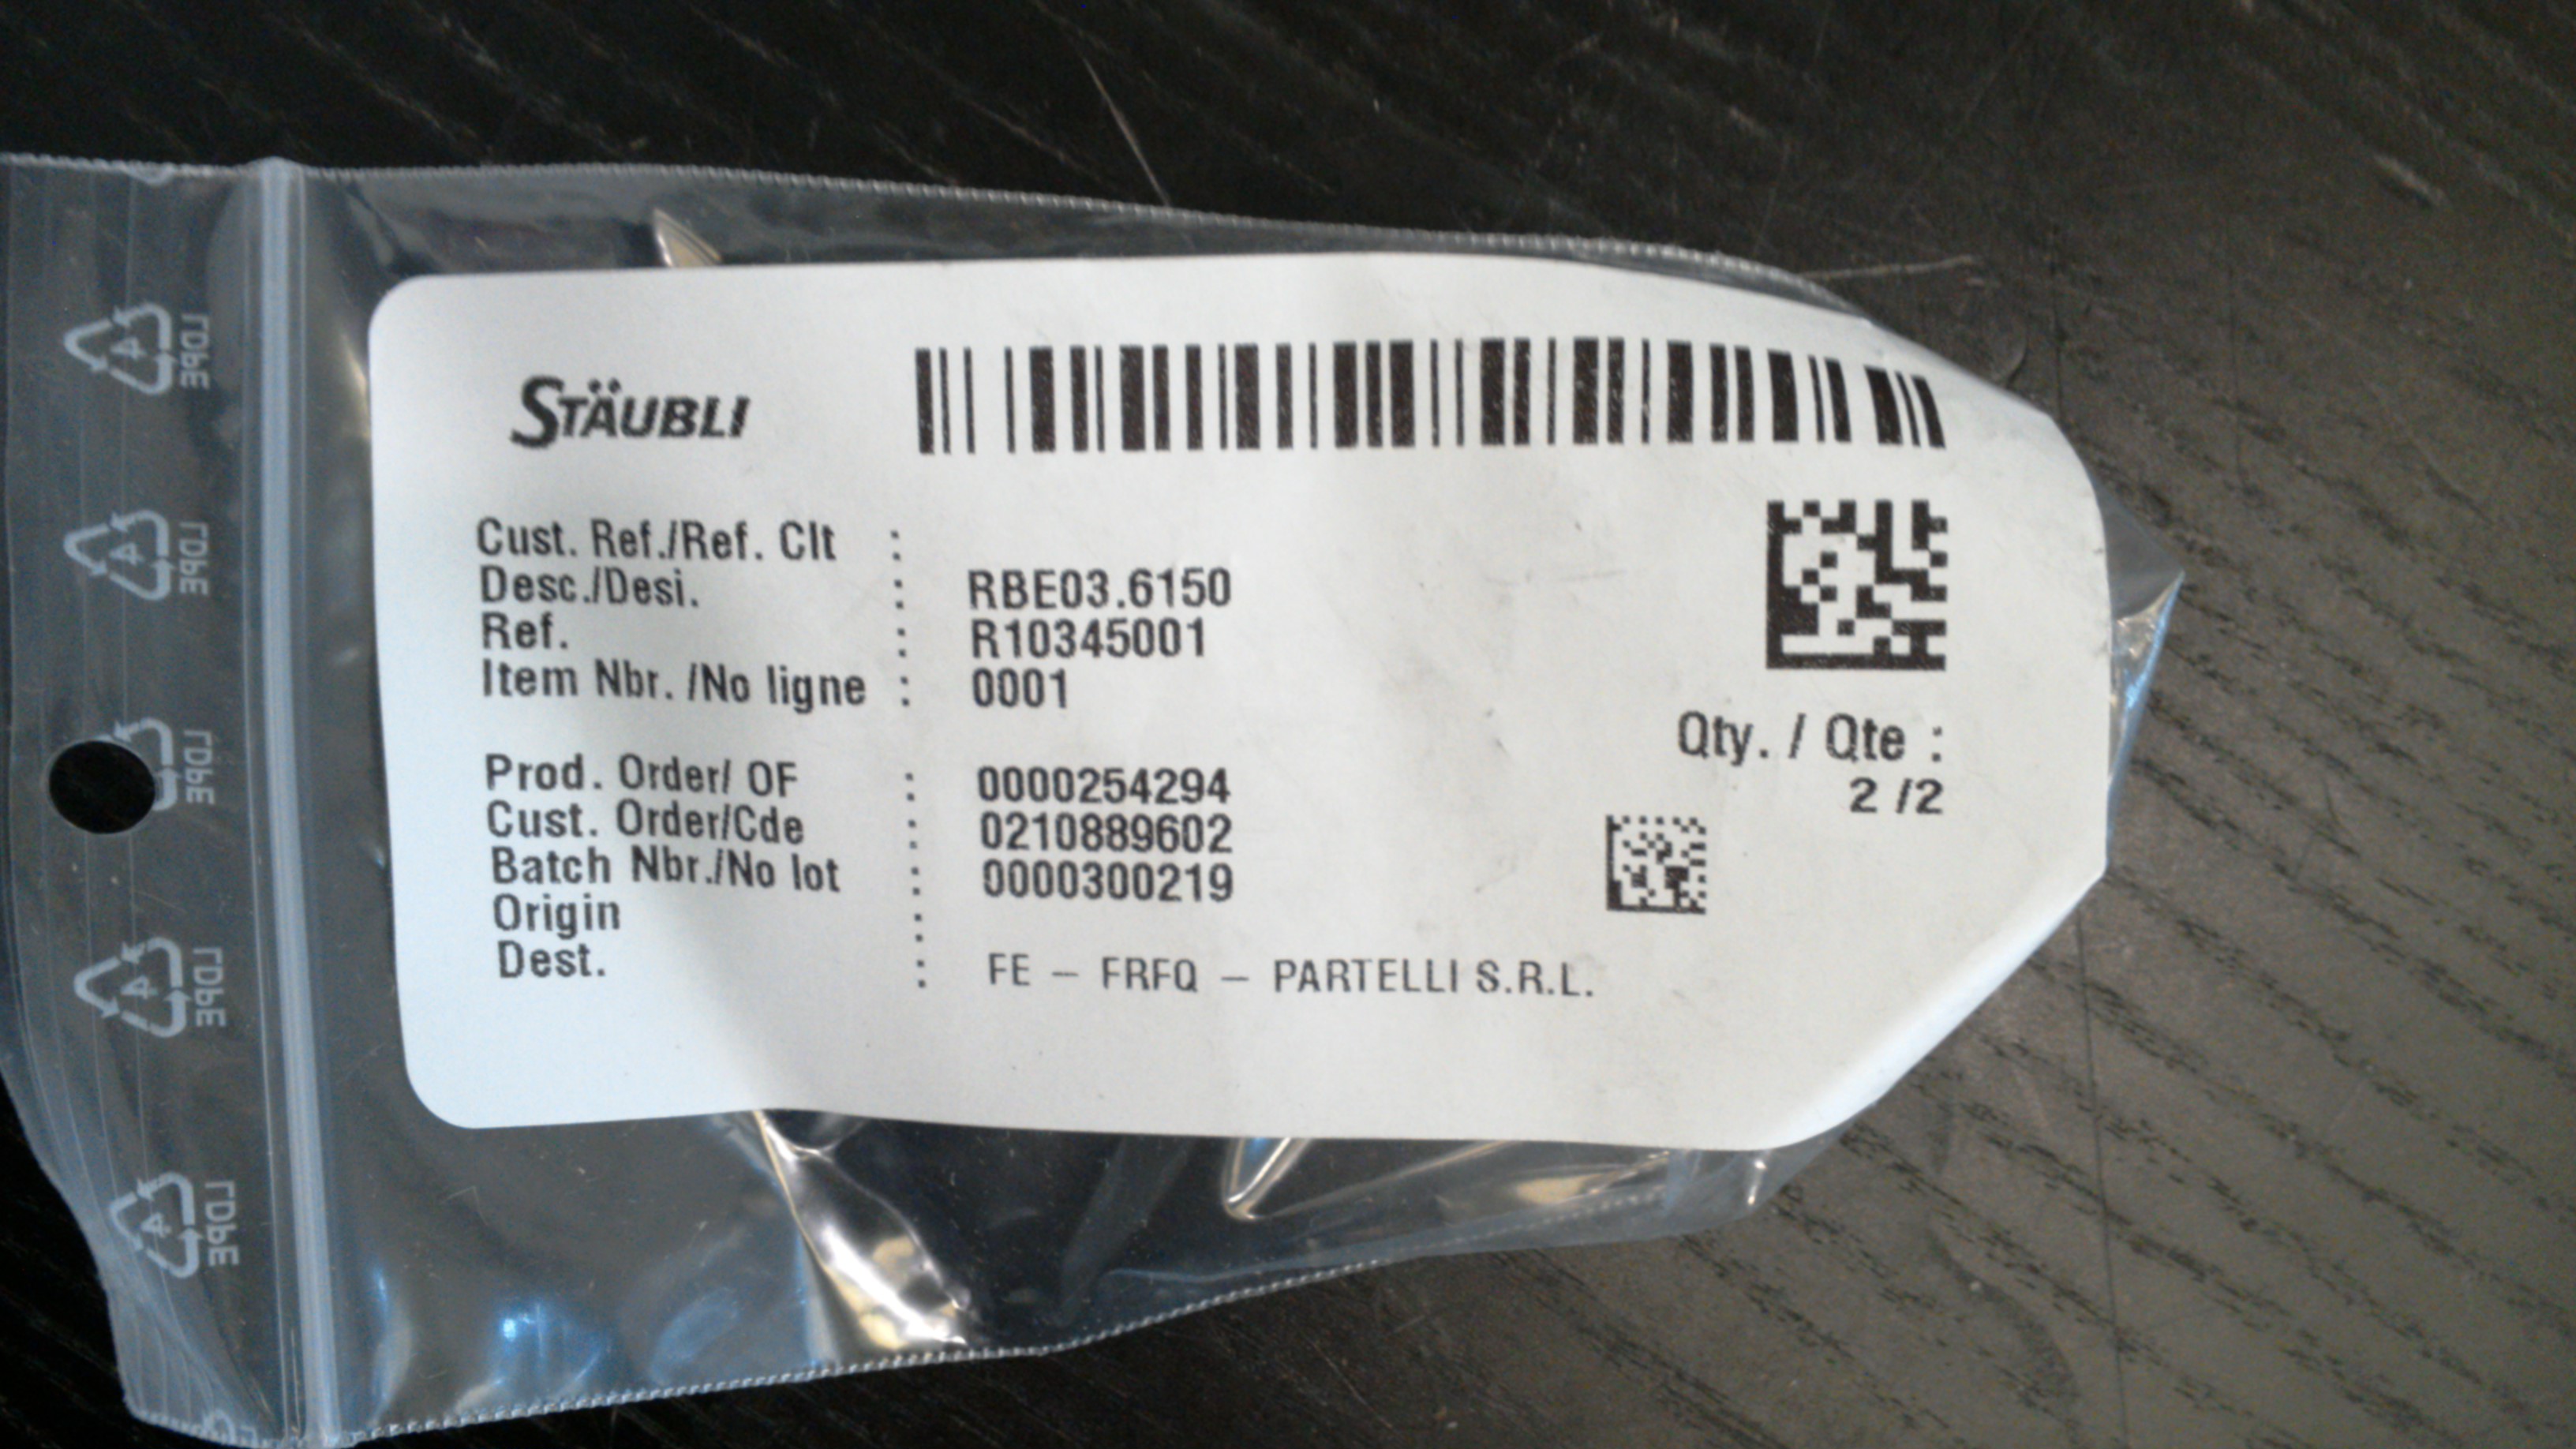 STÄUBLI
Cust. Ref./Ref. Clt :
Desc./Desi. : RBE03.6150
Ref. : R10345001
Item Nbr. /No ligne : 0001
Qty. / Qte :
2 /2
Prod. Order/ OF : 0000254294
Cust. Order/Cde : 0210889602
Batch Nbr./No lot : 0000300219
Origin :
Dest. : FE – FRFQ – PARTELLI S.R.L.
4 LDPE
4 LDPE
LDPE
4 LDPE
4 LDPE